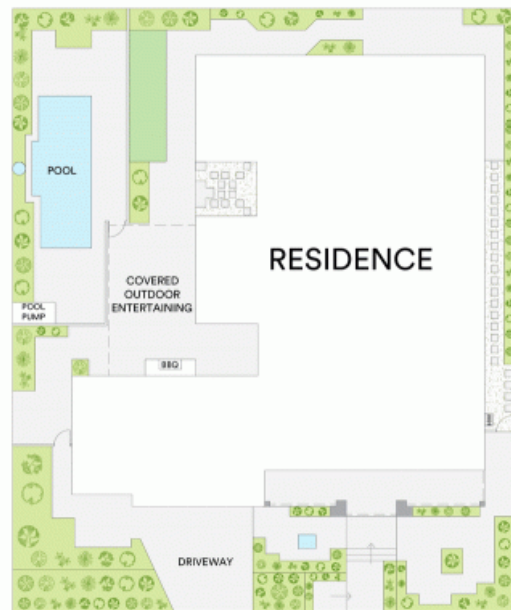 POOL
RESIDENCE
COVERED
OUTDOOR
ENTERTAINING
POOL
PUMP
BBQ
DRIVEWAY